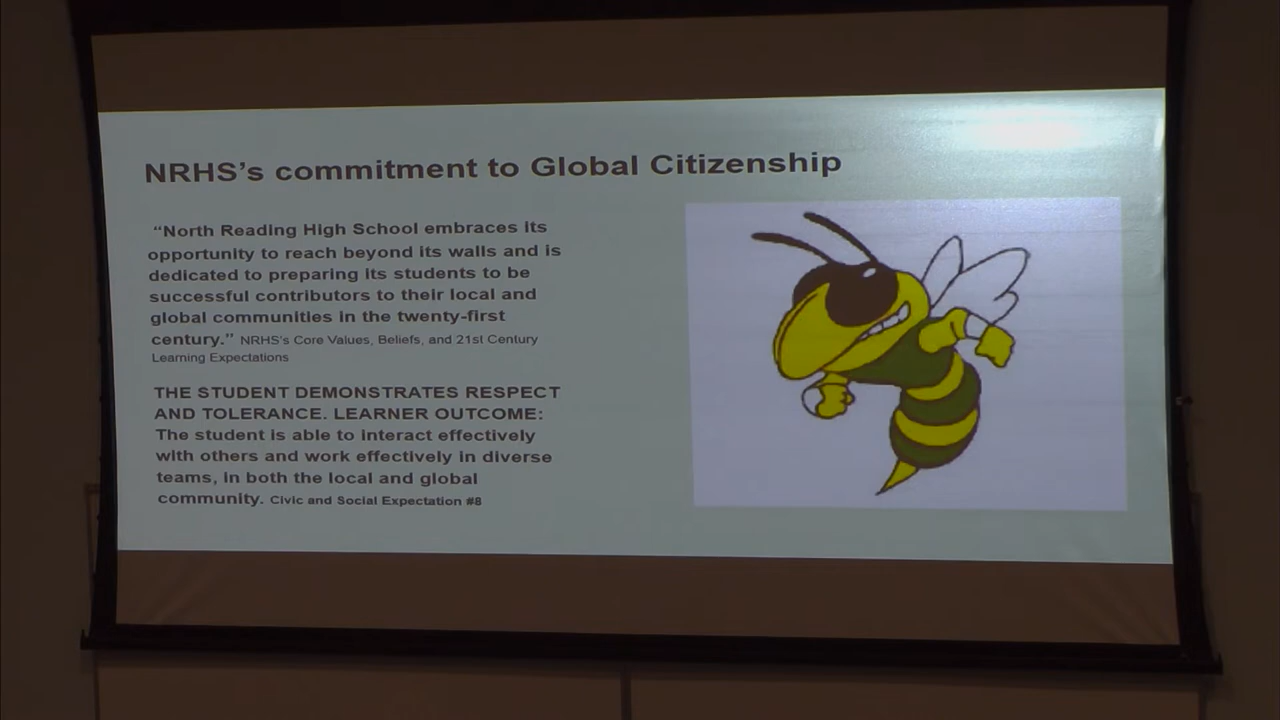 NRHS’s commitment to Global Citizenship
“North Reading High School embraces its
opportunity to reach beyond its walls and is
dedicated to preparing its students to be
successful contributors to their local and
global communities in the twenty-first
century.” NRHS's Core Values, Beliefs, and 21st Century
Learning Expectations
THE STUDENT DEMONSTRATES RESPECT
AND TOLERANCE. LEARNER OUTCOME:
The student is able to interact effectively
with others and work effectively in diverse
teams, in both the local and global
community. Civic and Social Expectation #8